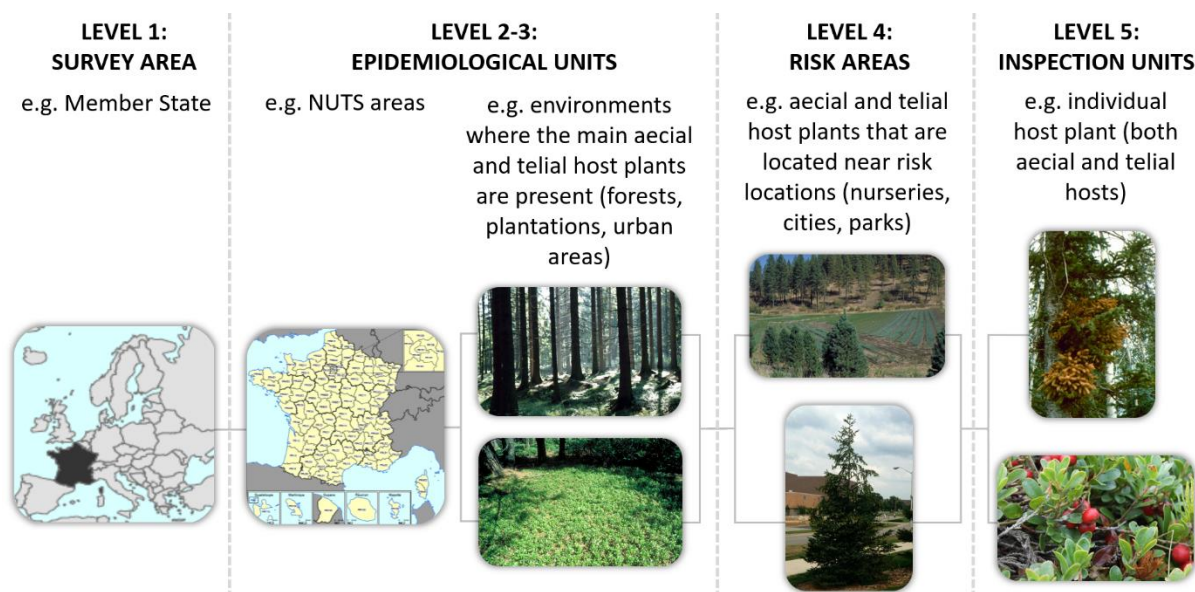 LEVEL 1:
SURVEY AREA
e.g. Member State
LEVEL 2-3:
EPIDEMIOLOGICAL UNITS
e.g. NUTS areas
e.g. environments
where the main aecial
and telial host plants
are present (forests,
plantations, urban
areas)
LEVEL 4:
RISK AREAS
e.g. aecial and telial
host plants that are
located near risk
locations (nurseries,
cities, parks)
LEVEL 5:
INSPECTION UNITS
e.g. individual
host plant (both
aecial and telial
hosts)